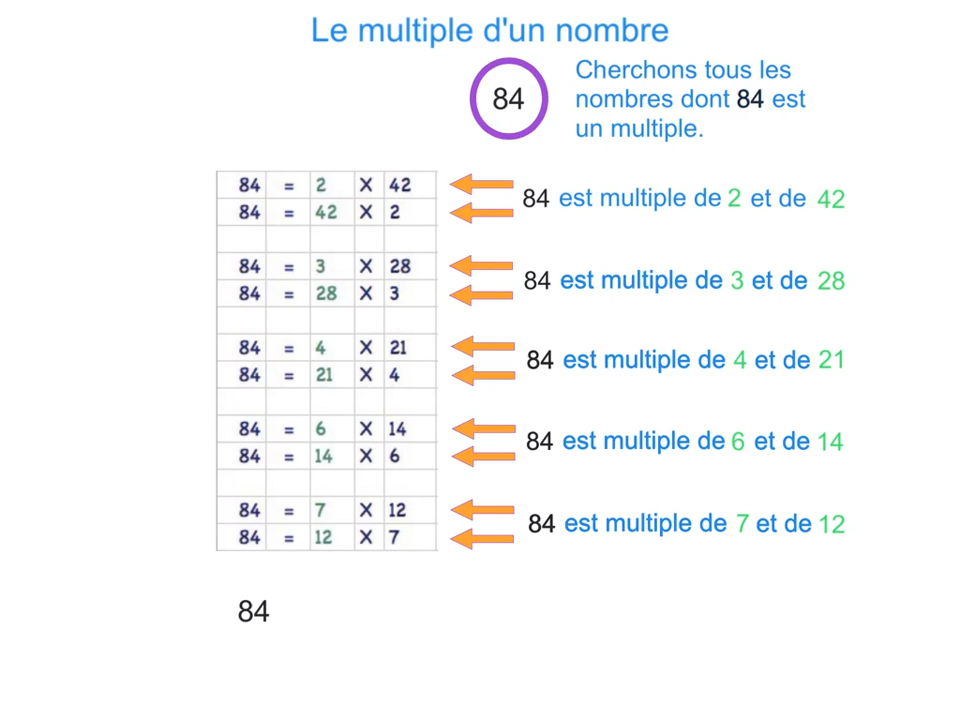 Le multiple d'un nombre
84
Cherchons tous les
nombres dont 84 est
un multiple.
84 = 2 X 42
84 = 42 X 2
84 est multiple de 2 et de 42
84 = 3 X 28
84 = 28 X 3
84 est multiple de 3 et de 28
84 = 4 X 21
84 = 21 X 4
84 est multiple de 4 et de 21
84 = 6 X 14
84 = 14 X 6
84 est multiple de 6 et de 14
84 = 7 X 12
84 = 12 X 7
84 est multiple de 7 et de 12
84